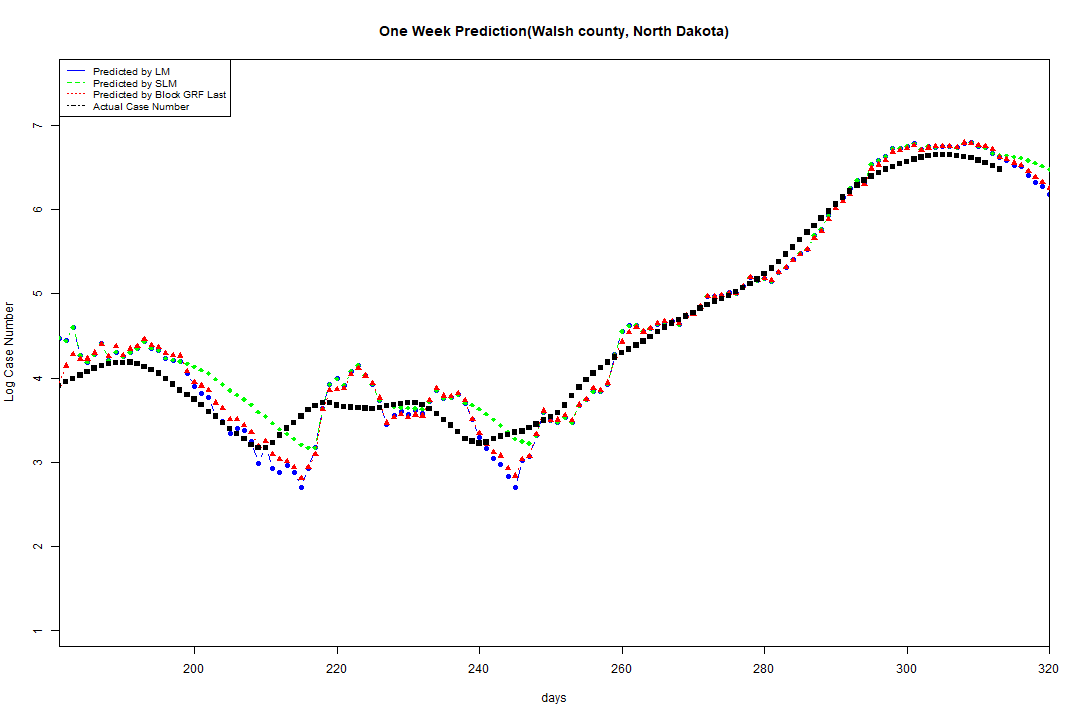 One Week Prediction(Walsh county, North Dakota)
Predicted by LM
Predicted by SLM
Predicted by Block GRF Last
Actual Case Number
7
6
5
4
3
2
1
Log Case Number
200 220 240 260 280 300 320
days